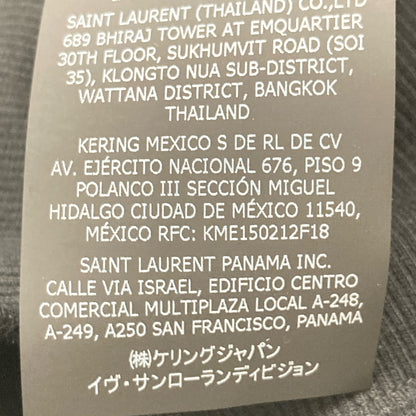 SAINT LAURENT (THAILAND) CO.,LTD
689 BHIRAJ TOWER AT EMQUARTIER
30TH FLOOR, SUKHUMVIT ROAD (SOI
35), KLONGTO NUA SUB-DISTRICT,
WATTANA DISTRICT, BANGKOK
THAILAND
KERING MEXICO S DE RL DE CV
AV. EJÉRCITO NACIONAL 676, PISO 9
POLANCO III SECCIÓN MIGUEL
HIDALGO CIUDAD DE MÉXICO 11540,
MÉXICO RFC: KME150212F18
SAINT LAURENT PANAMA INC.
CALLE VIA ISRAEL, EDIFICIO CENTRO
COMERCIAL MULTIPLAZA LOCAL A-248,
A-249, A250 SAN FRANCISCO, PANAMA
㈱ケリングジャパン
イヴ・サンローランディビジョン